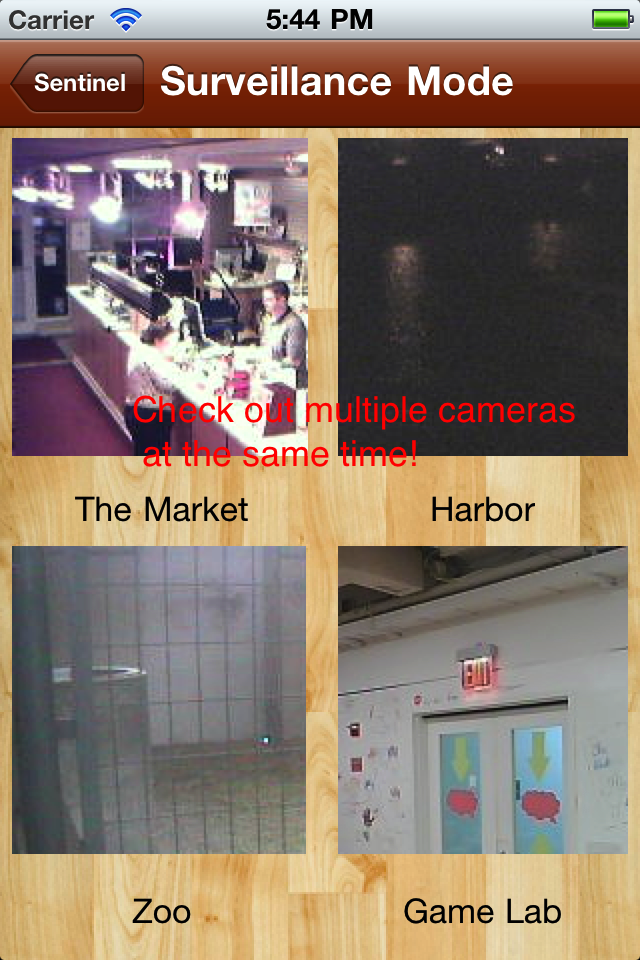 Carrier 5:44 PM
Sentinel Surveillance Mode
Check out multiple cameras
at the same time!
The Market Harbor
EXIT
Zoo Game Lab